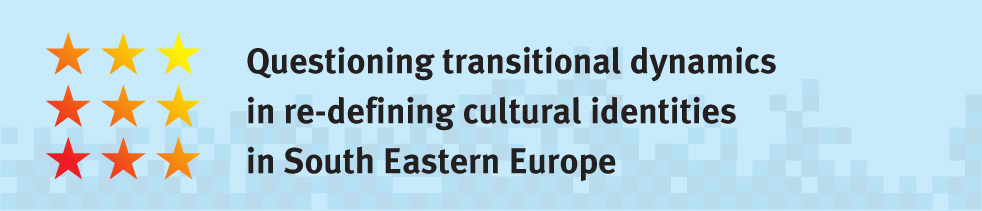 Questioning transitional dynamics
in re-defining cultural identities
in South Eastern Europe